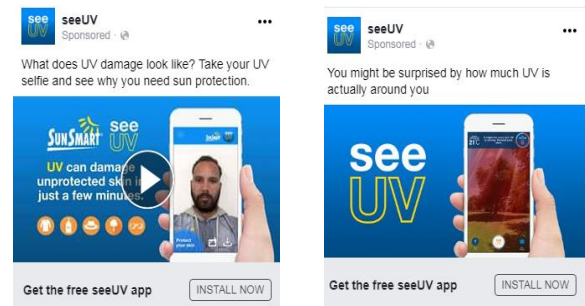 see
UV
seeUV
Sponsored ·
What does UV damage look like? Take your UV
selfie and see why you need sun protection.
SUNSMART
see
UV
UV can damage
unprotected skin in
just a few minutes.
SunSmart
Protect
your skin
Get the free seeUV app
INSTALL NOW
see
UV
seeUV
Sponsored ·
You might be surprised by how much UV is
actually around you
see
UV
21°C
Get the free seeUV app
INSTALL NOW